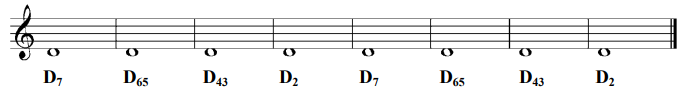 D₇ D₆₅ D₄₃ D₂ D₇ D₆₅ D₄₃ D₂